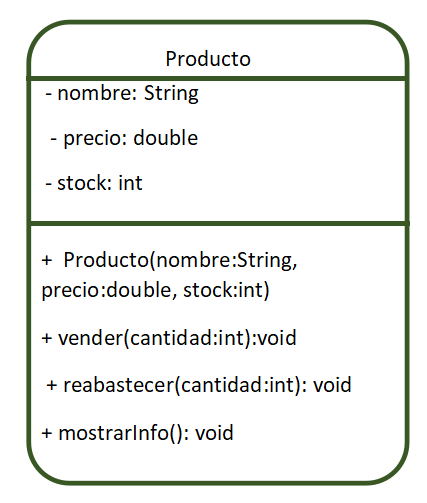 Producto
- nombre: String
- precio: double
- stock: int
+ Producto(nombre:String,
precio:double, stock:int)
+ vender(cantidad:int):void
+ reabastecer(cantidad:int): void
+ mostrarInfo(): void